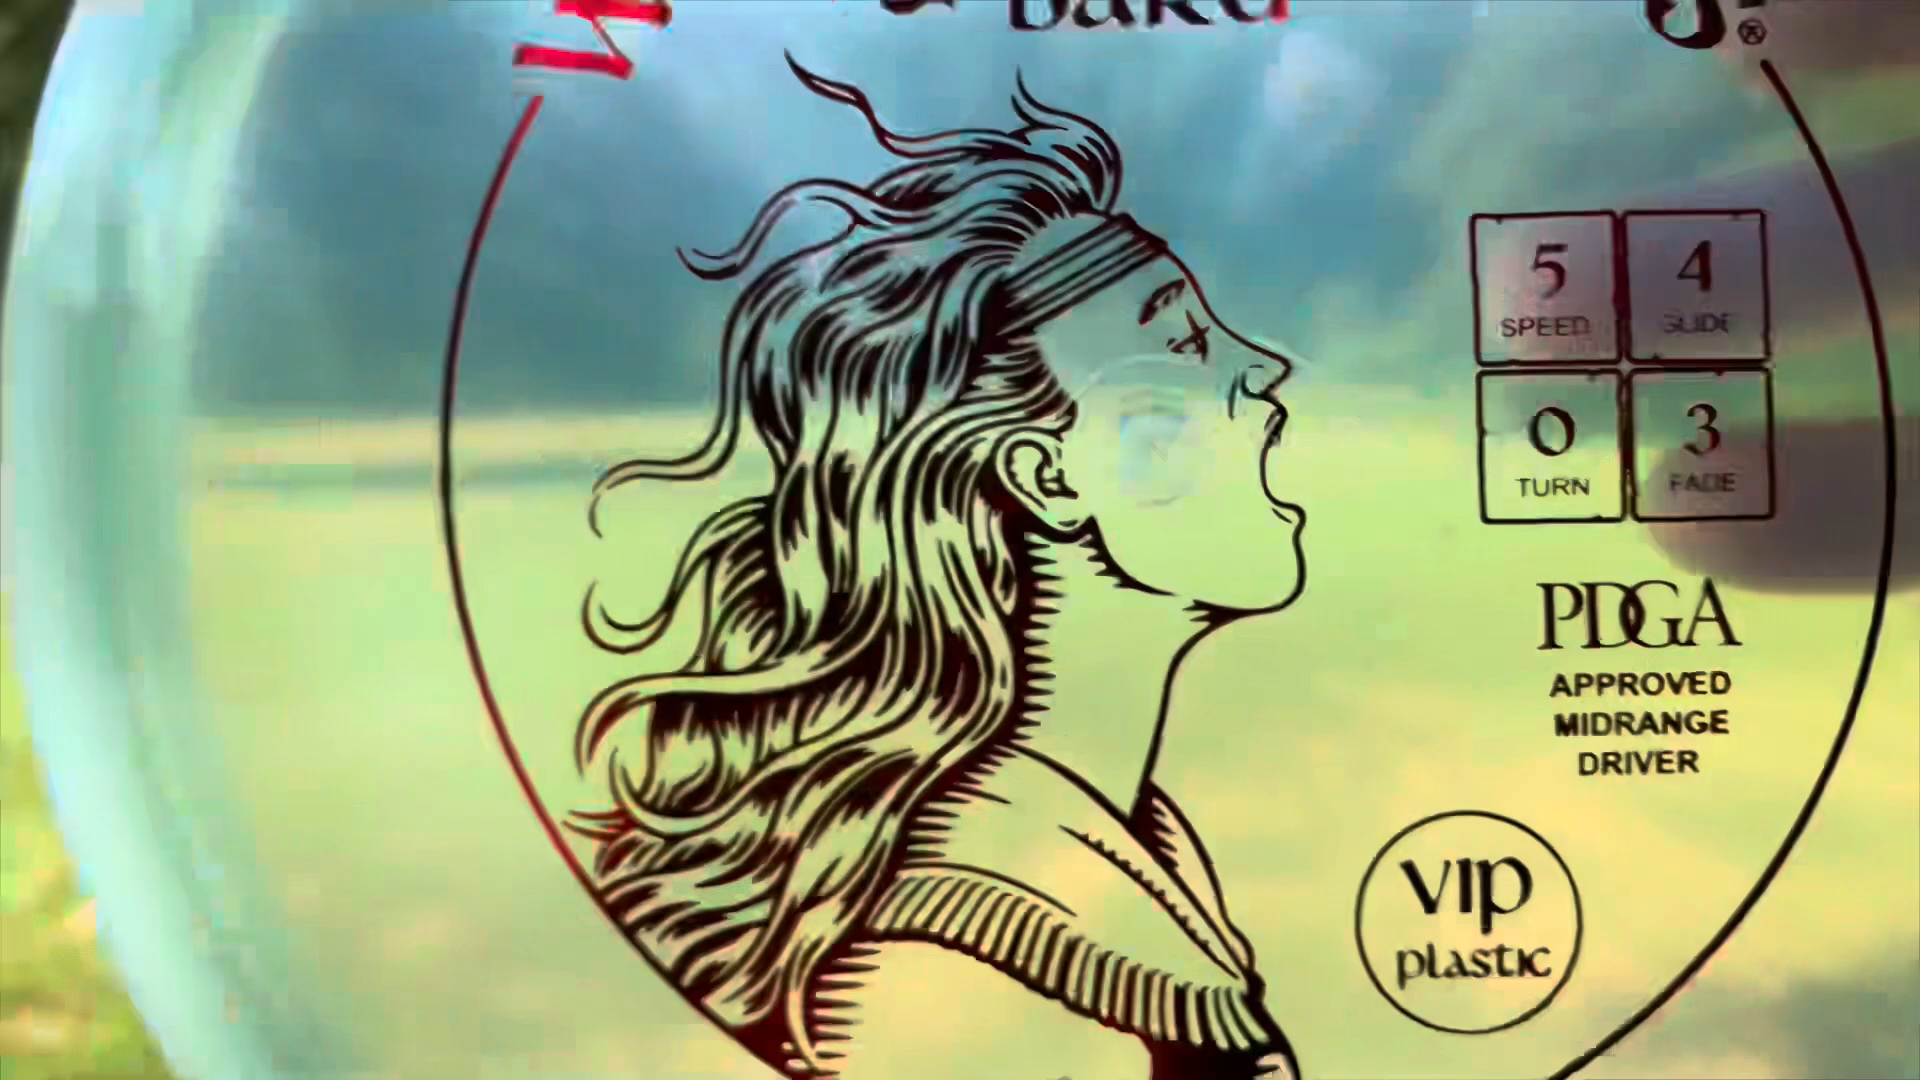 ®
5
SPEED
4
GLIDE
0
TURN
3
FADE
PDGA
APPROVED
MIDRANGE
DRIVER
VIP
plastic